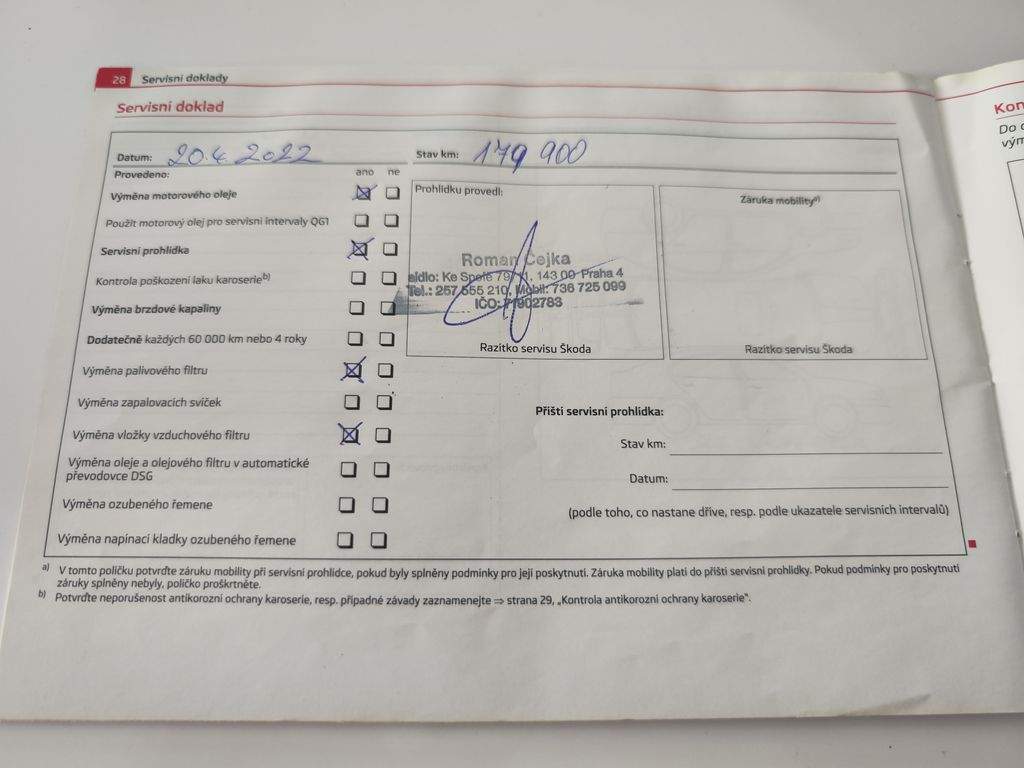 28 Servisní doklady
Servisní doklad
Datum: 20.4.2022 Stav km: 179 900
Provedeno: ano ne
Výměna motorového oleje
Použit motorový olej pro servisní intervaly QG1
Servisní prohlídka
Kontrola poškození laku karoserie b)
Výměna brzdové kapaliny
Dodatečně každých 60 000 km nebo 4 roky
Výměna palivového filtru
Výměna zapalovacích svíček
Výměna vložky vzduchového filtru
Výměna oleje a olejového filtru v automatické
převodovce DSG
Výměna ozubeného řemene
Výměna napínací kladky ozubeného řemene
Prohlídku provedl:
Roman Čejka
sídlo: Ke Spofě 143 00 Praha 4
Tel.: 257 555 210, Mobil: 736 725 099
IČO:
Razítko servisu Škoda
Záruka mobility a)
Razítko servisu Škoda
Příští servisní prohlídka:
Stav km:
Datum:
(podle toho, co nastane dříve, resp. podle ukazatele servisních intervalů)
a) V tomto políčku potvrďte záruku mobility při servisní prohlídce, pokud byly splněny podmínky pro její poskytnutí. Záruka mobility platí do příští servisní prohlídky. Pokud podmínky pro poskytnutí
záruky splněny nebyly, políčko proškrtněte.
b) Potvrďte neporušenost antikorozní ochrany karoserie, resp. případné závady zaznamenejte ⇒ strana 29, „Kontrola antikorozní ochrany karoserie“.
Kon
Do
vým